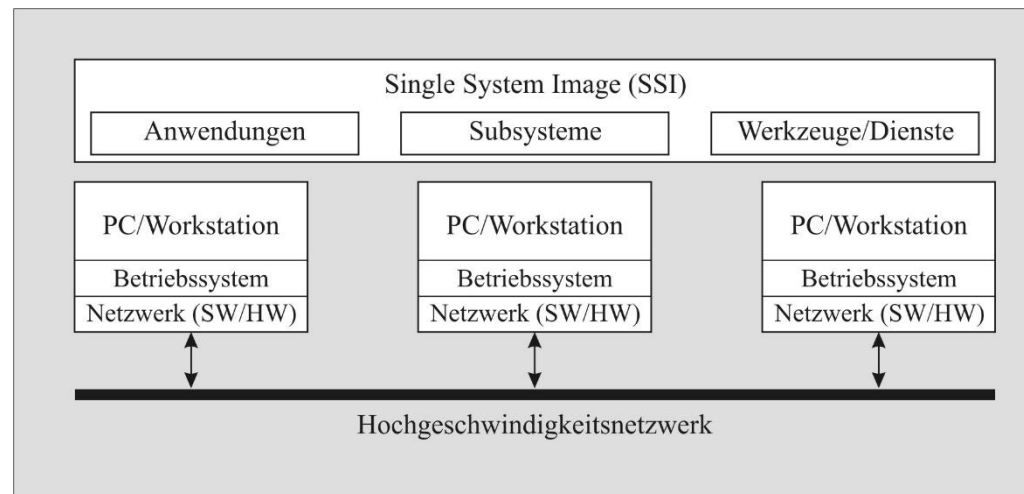 Single System Image (SSI)
Anwendungen
Subsysteme
Werkzeuge/Dienste
PC/Workstation
Betriebssystem
Netzwerk (SW/HW)
PC/Workstation
Betriebssystem
Netzwerk (SW/HW)
PC/Workstation
Betriebssystem
Netzwerk (SW/HW)
Hochgeschwindigkeitsnetzwerk